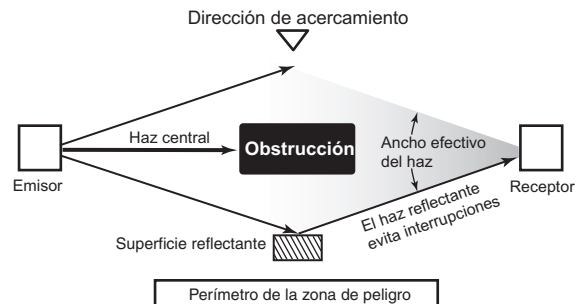 Dirección de acercamiento
Haz central
Obstrucción
Ancho efectivo
del haz
Emisor
Receptor
El haz reflectante
evita interrupciones
Superficie reflectante
Perímetro de la zona de peligro